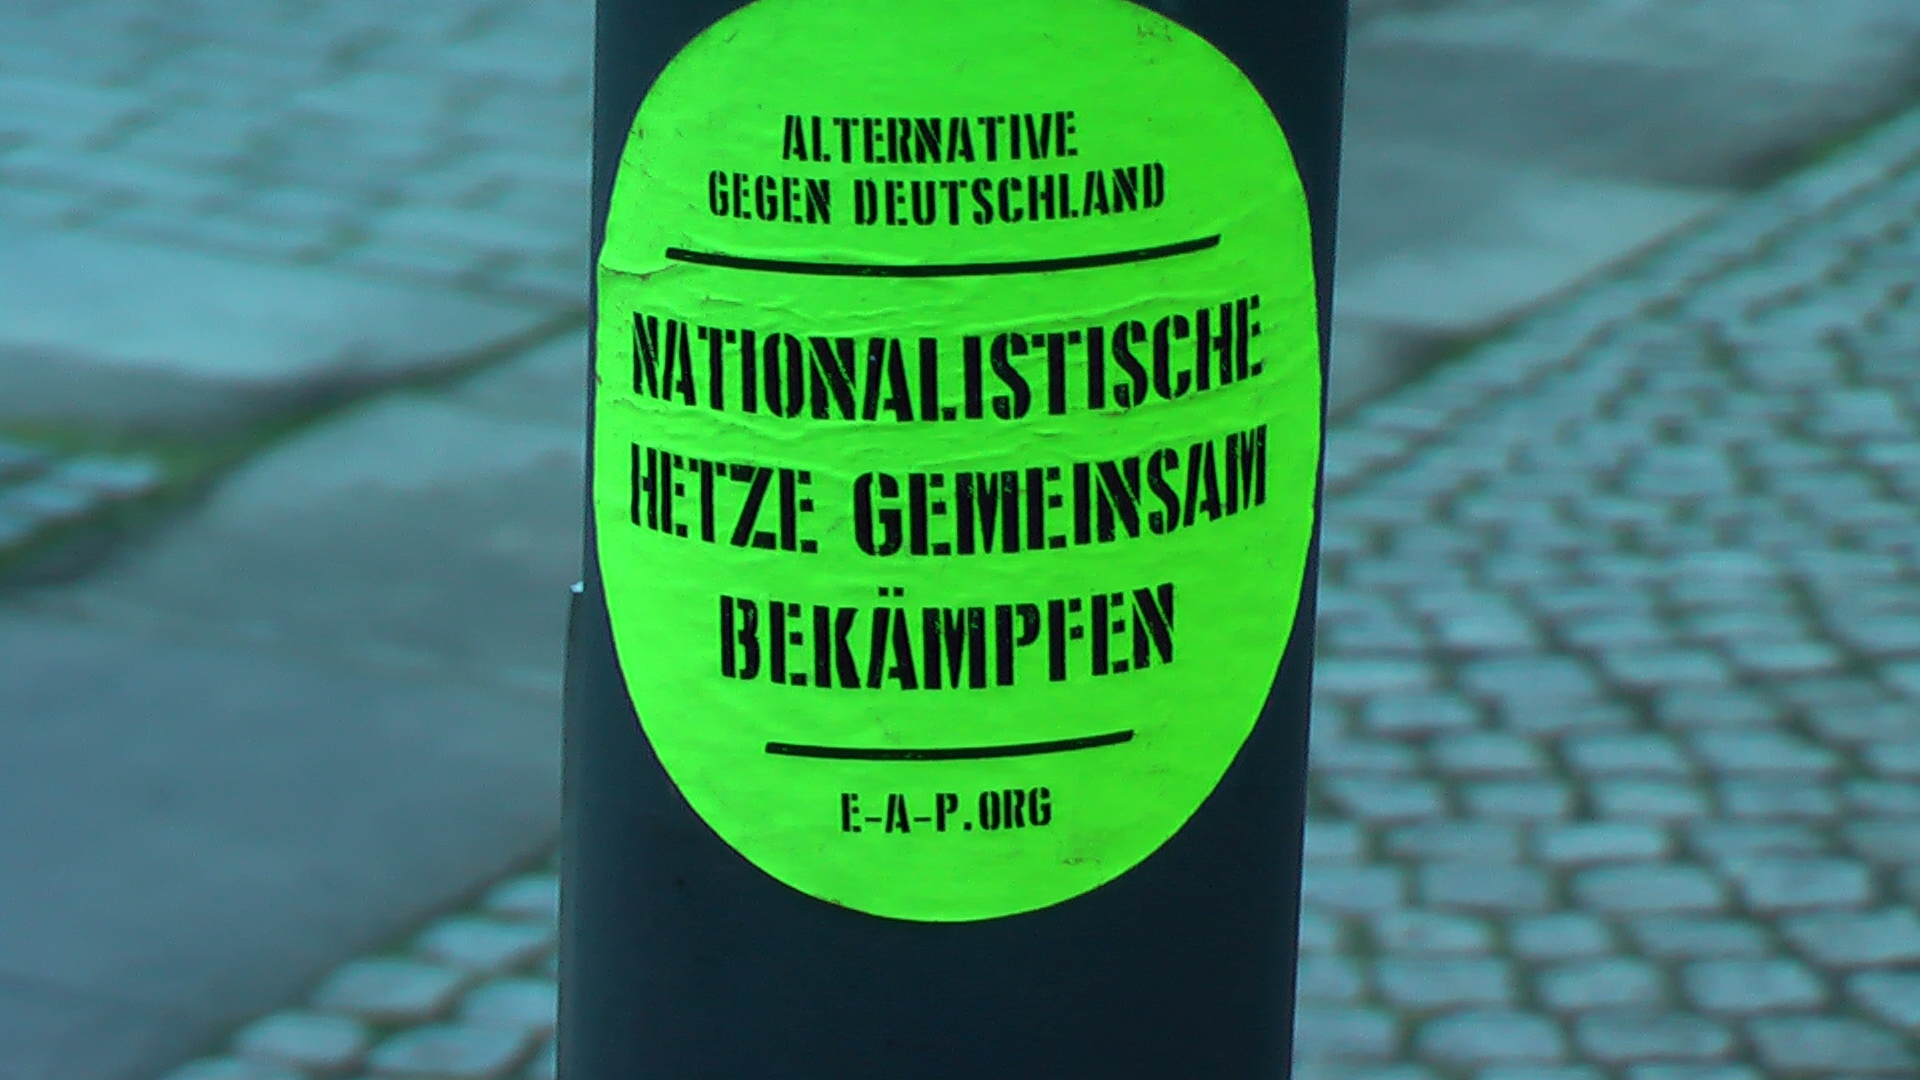 ALTERNATIVE
GEGEN DEUTSCHLAND
NATIONALISTISCHE
HETZE GEMEINSAM
BEKÄMPFEN
E-A-P.ORG